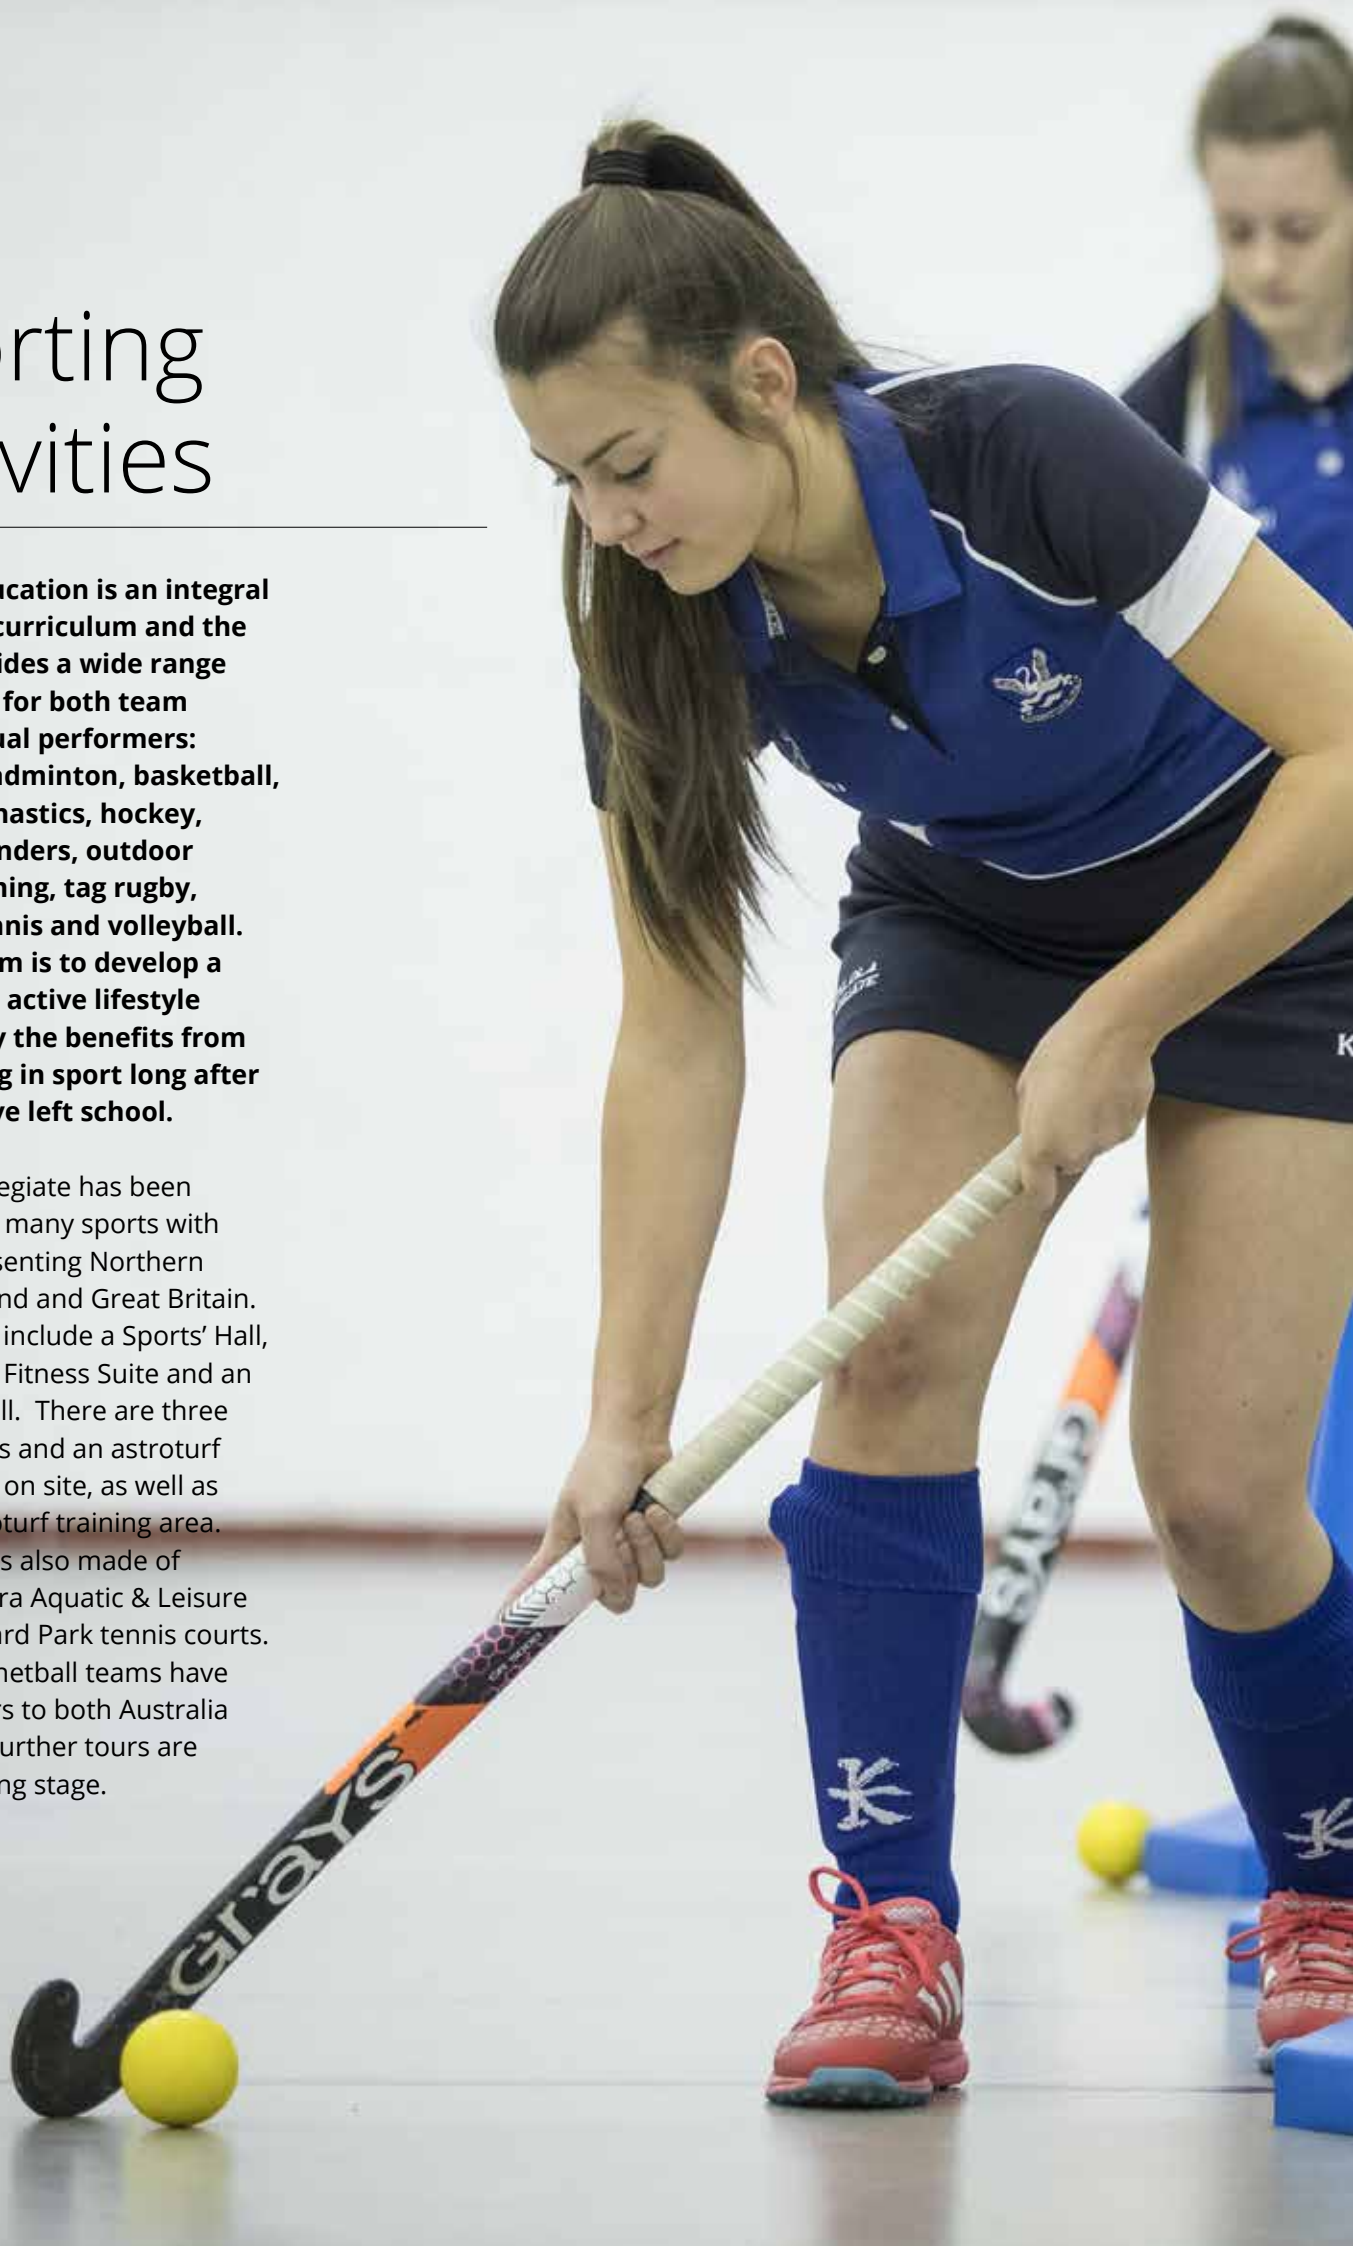 rting
vities
ucation is an integral
curriculum and the
ides a wide range
for both team
ual performers:
adminton, basketball,
nastics, hockey,
nders, outdoor
ning, tag rugby,
nnis and volleyball.
m is to develop a
active lifestyle
y the benefits from
g in sport long after
ve left school.
egiate has been
many sports with
senting Northern
nd and Great Britain.
include a Sports’ Hall,
Fitness Suite and an
ll. There are three
s and an astroturf
on site, as well as
oturf training area.
s also made of
ra Aquatic & Leisure
ard Park tennis courts.
netball teams have
rs to both Australia
urther tours are
ng stage.
GRAYS
GRAYS
K
K
K